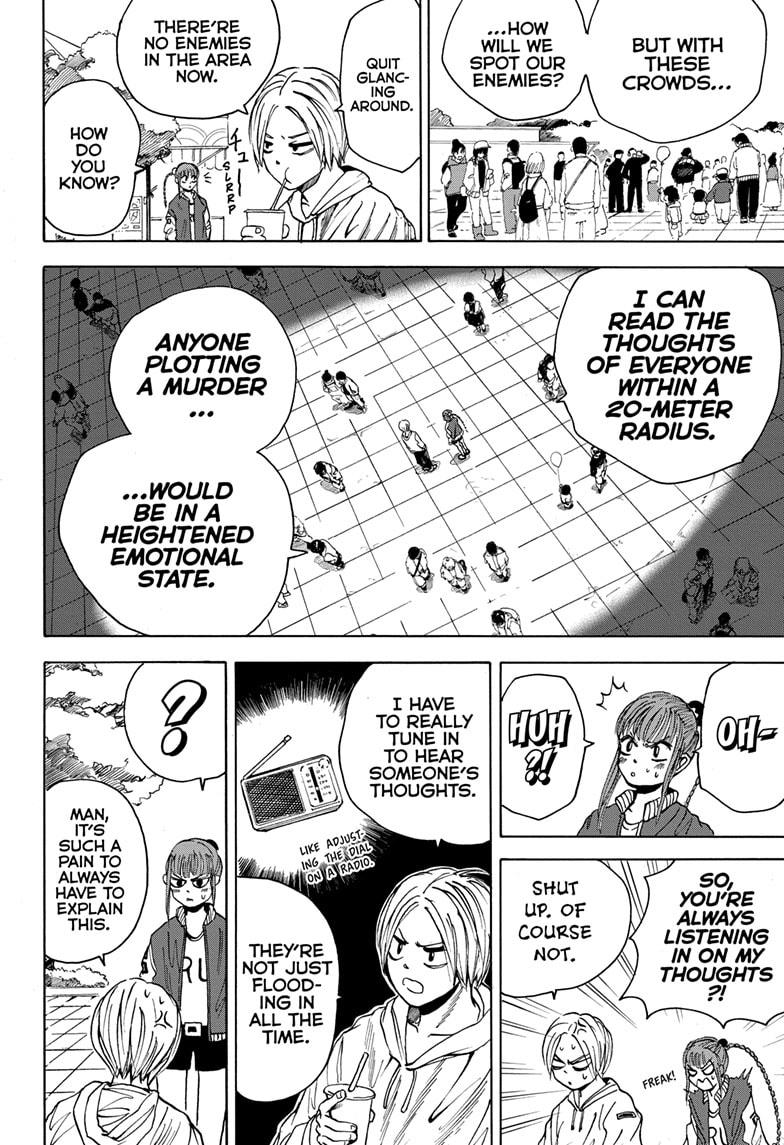 BUT WITH
THESE
CROWDS...
...HOW
WILL WE
SPOT OUR
ENEMIES?
QUIT
GLANC-
ING
AROUND.
THERE'RE
NO ENEMIES
IN THE AREA
NOW.
チュー
SLRRP
HOW
DO
YOU
KNOW?
I CAN
READ THE
THOUGHTS
OF EVERYONE
WITHIN A
20-METER
RADIUS.
ANYONE
PLOTTING
A MURDER
...
...WOULD
BE IN A
HEIGHTENED
EMOTIONAL
STATE.
OH-
HUH
?!
SO,
YOU'RE
ALWAYS
LISTENING
IN ON MY
THOUGHTS
?!
SHUT
UP. OF
COURSE
NOT.
FREAK!
I HAVE
TO REALLY
TUNE IN
TO HEAR
SOMEONE'S
THOUGHTS.
LIKE ADJUST-
ING THE DIAL
ON A RADIO.
THEY'RE
NOT JUST
FLOOD-
ING IN
ALL THE
TIME.
?
MAN,
IT'S
SUCH A
PAIN TO
ALWAYS
HAVE TO
EXPLAIN
THIS.
RU